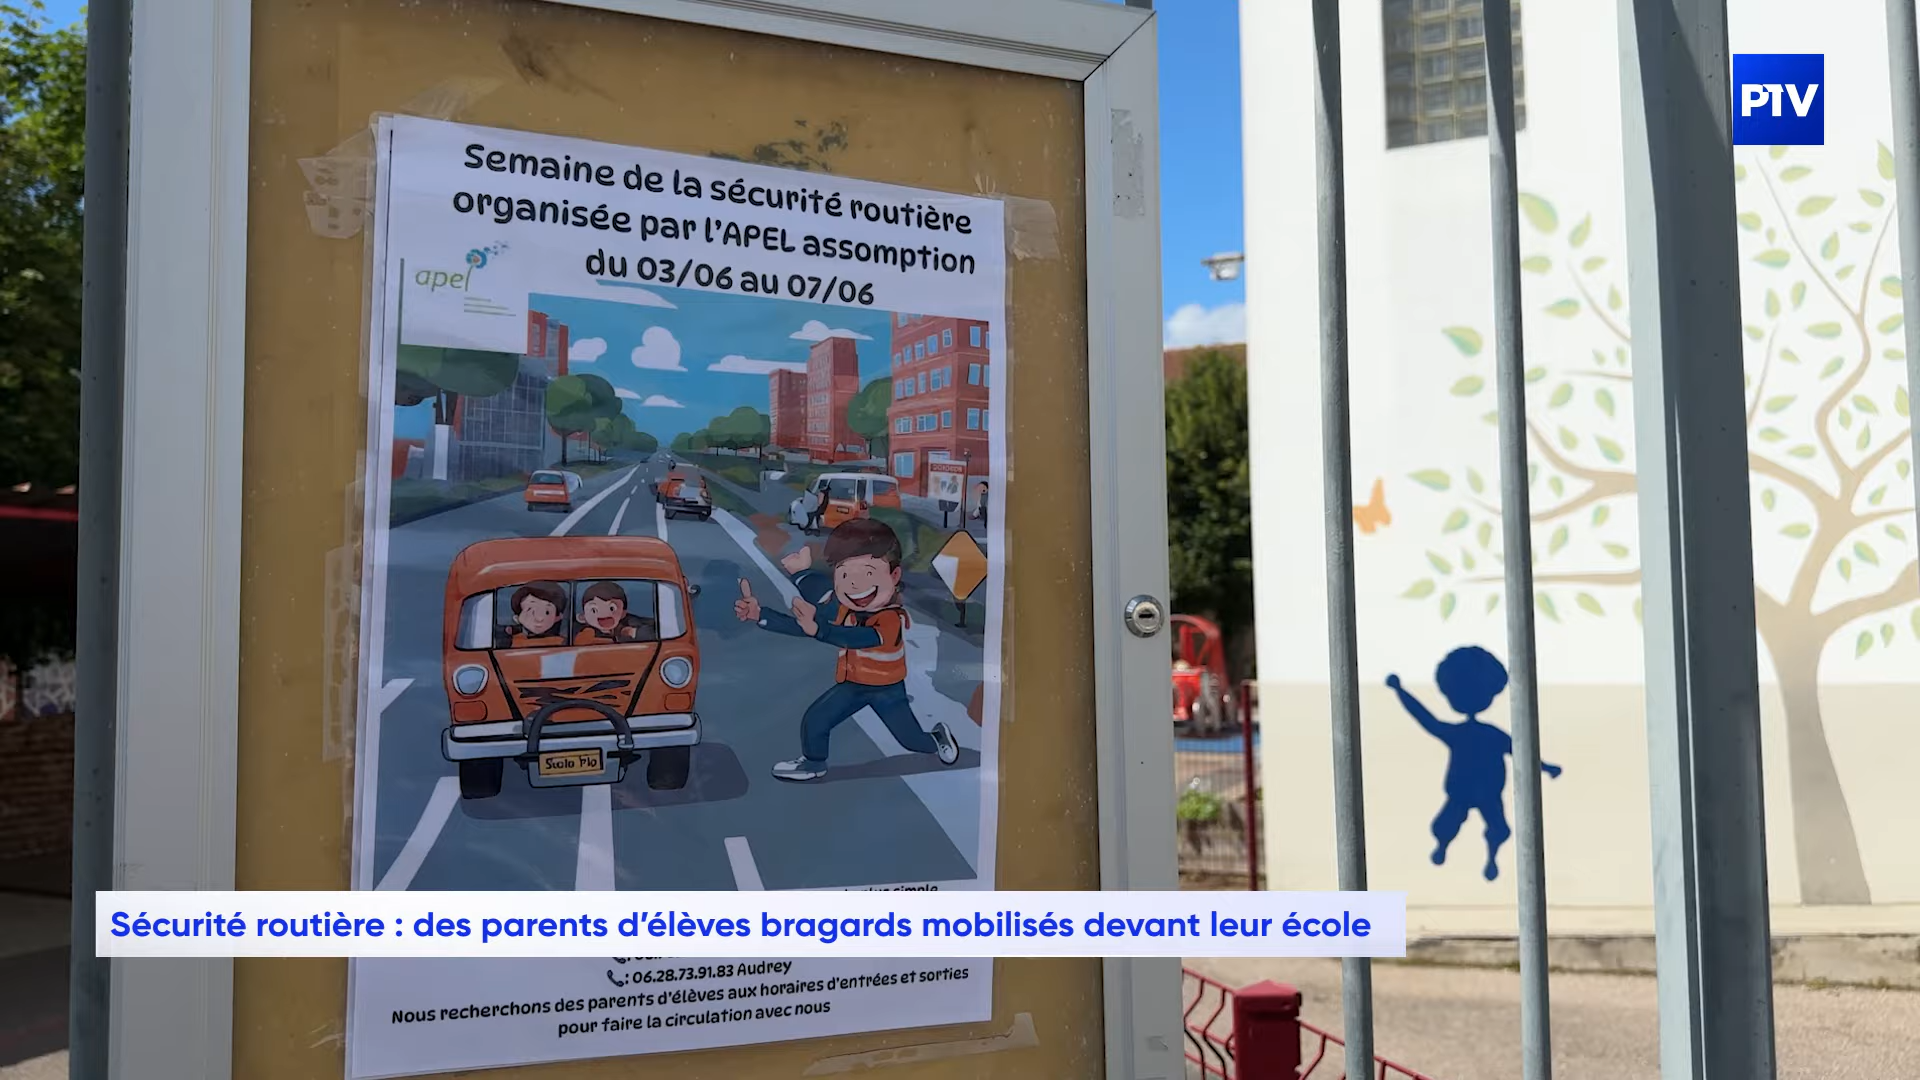 PTV
Semaine de la sécurité routière
organisée par l'APEL assomption
du 03/06 au 07/06
apel
plus simple
Sécurité routière : des parents d’élèves bragards mobilisés devant leur école
: 06.28.73.91.83 Audrey
Nous recherchons des parents d'élèves aux horaires d'entrées et sorties
pour faire la circulation avec nous